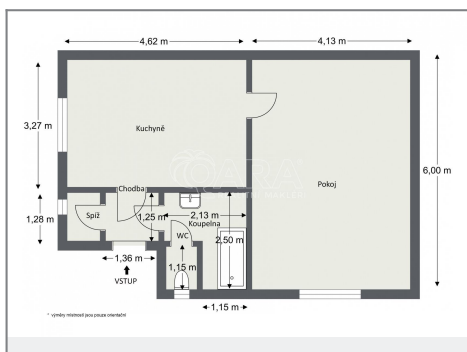 4,62 m
4,13 m
3,27 m
Kuchyně
6,00 m
Pokoj
Chodba
1,28 m
Spíž
1,25 m
2,13 m
Koupelna
WC
2,50 m
1,36 m
1,15 m
VSTUP
1,15 m
* výměry místností jsou pouze orientační